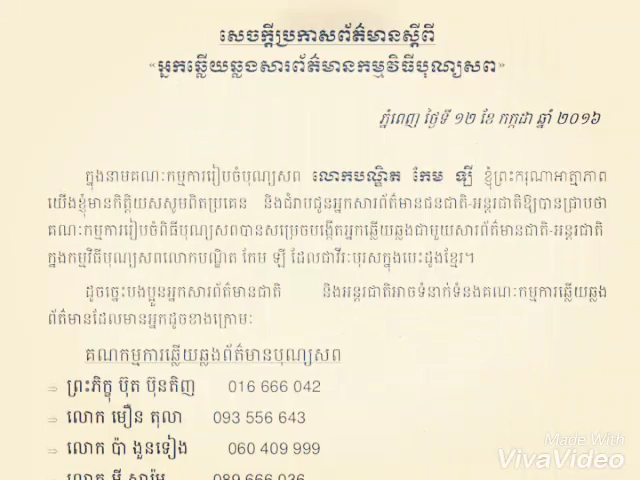 សេចក្ដីប្រកាសព័ត៌មានស្ដីពី
«អ្នកឆ្លើយឆ្លងសារព័ត៌មានកម្មវិធីបុណ្យសព»
ភ្នំពេញ ថ្ងៃទី ១២ ខែ កក្កដា ឆ្នាំ ២០១៦
ក្នុងនាមគណៈកម្មការរៀបចំបុណ្យសព លោកបណ្ឌិត កែម ឡី ខ្ញុំព្រះករុណាអាត្មាភាព
យើងខ្ញុំមានកិត្តិយសសូមពិតប្រគេន និងជំរាបជូនអ្នកសារព័ត៌មានជនជាតិ-អន្តរជាតិឱ្យបានជ្រាបថា
គណៈកម្មការរៀបចំពិធីបុណ្យសពបានសម្រេចបង្កើតអ្នកឆ្លើយឆ្លងជាមួយសារព័ត៌មានជាតិ-អន្តរជាតិ
ក្នុងកម្មវិធីបុណ្យសពលោកបណ្ឌិត កែម ឡី ដែលជាវីរៈបុរសក្នុងបេះដូងខ្មែរ។
ដូចច្នេះបងប្អូនអ្នកសារព័ត៌មានជាតិ និងអន្តរជាតិអាចទំនាក់ទំនងគណៈកម្មការឆ្លើយឆ្លង
ព័ត៌មានដែលមានអ្នកដូចខាងក្រោម:
គណកម្មការឆ្លើយឆ្លងព័ត៌មានបុណ្យសព
⇨ ព្រះភិក្ខុ ប៊ុត ប៊ុនតិញ 016 666 042
⇨ លោក មឿន តុលា 093 556 643
⇨ លោក ប៉ា ងួនទៀង 060 409 999
Made With
VivaVideo